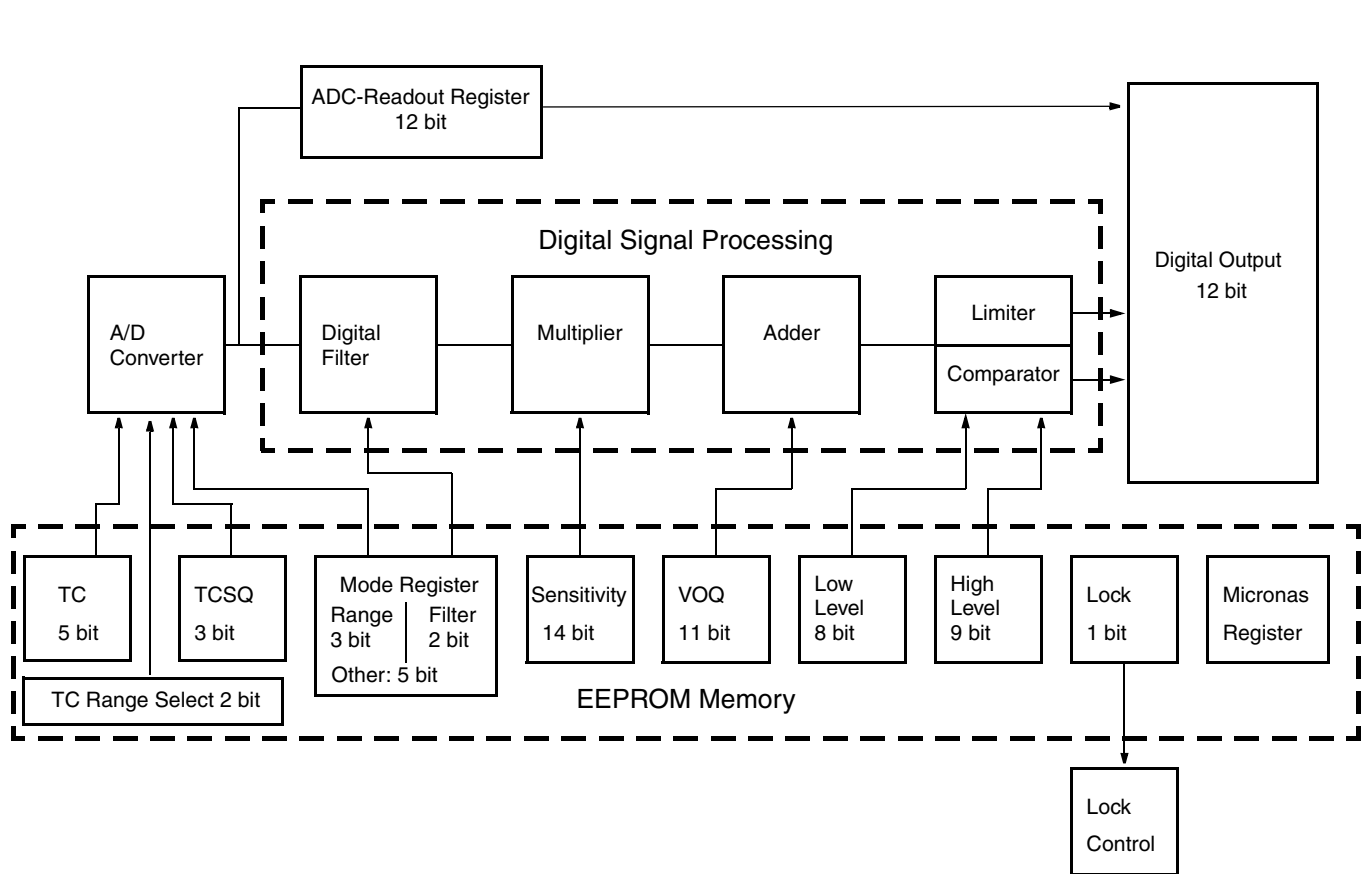 ADC-Readout Register
12 bit
Digital Signal Processing
Digital Output
12 bit
A/D
Converter
Digital
Filter
Multiplier
Adder
Limiter
Comparator
TC
5 bit
TCSQ
3 bit
Mode Register
Range
3 bit
Filter
2 bit
Other: 5 bit
Sensitivity
14 bit
VOQ
11 bit
Low
Level
8 bit
High
Level
9 bit
Lock
1 bit
Micronas
Register
TC Range Select 2 bit
EEPROM Memory
Lock
Control